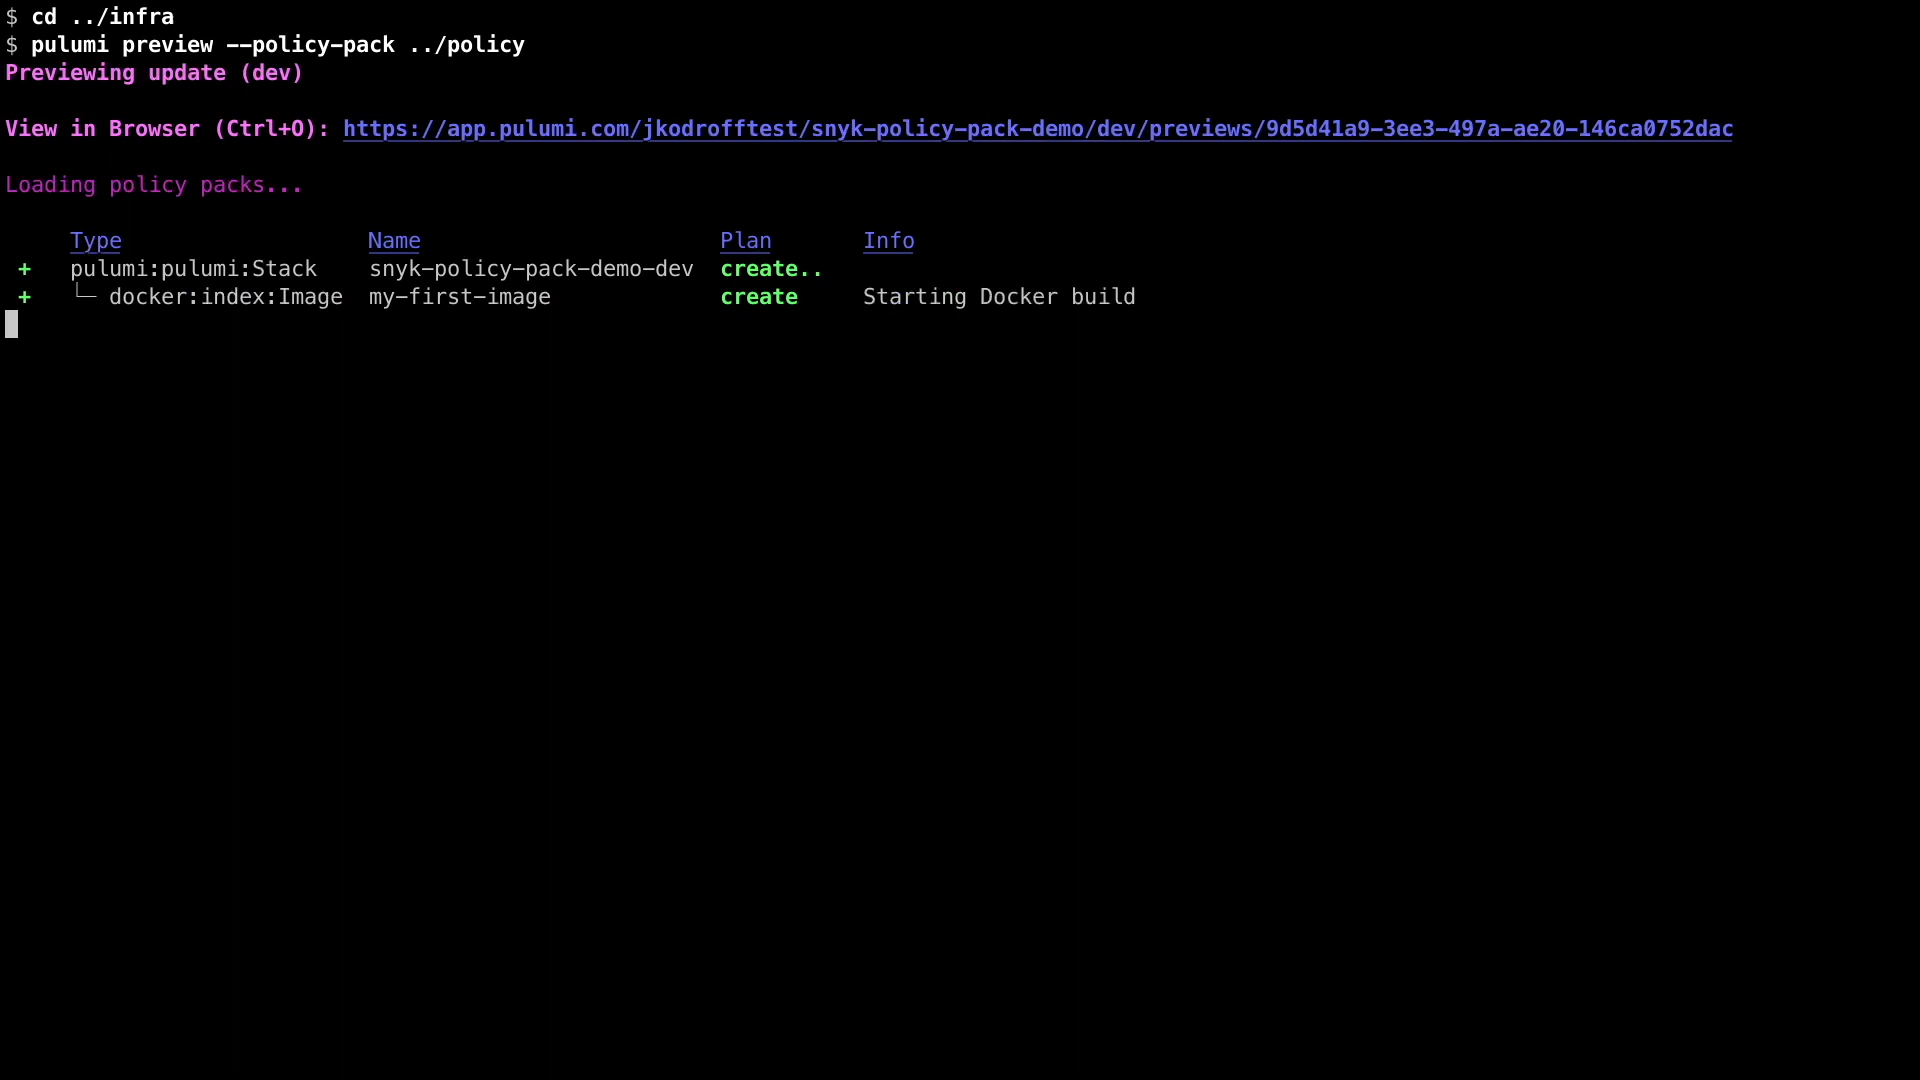 $ cd ../infra
$ pulumi preview --policy-pack ../policy
Previewing update (dev)
View in Browser (Ctrl+O): https://app.pulumi.com/jkodrofftest/snyk-policy-pack-demo/dev/previews/9d5d41a9-3ee3-497a-ae20-146ca0752dac
Loading policy packs...
Type Name Plan Info
+ pulumi:pulumi:Stack snyk-policy-pack-demo-dev create..
+ └─ docker:index:Image my-first-image create Starting Docker build